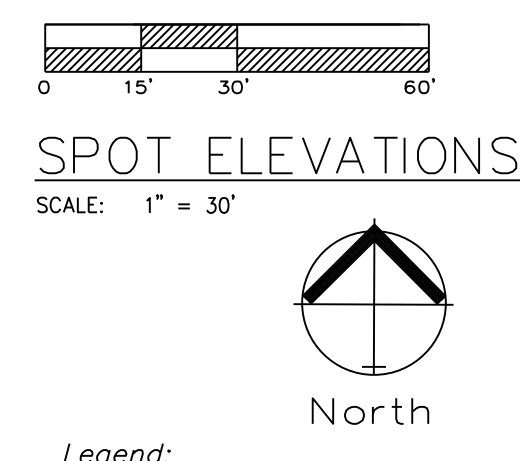 0 15' 30' 60'
SPOT ELEVATIONS
SCALE: 1" = 30'
North
Legend: